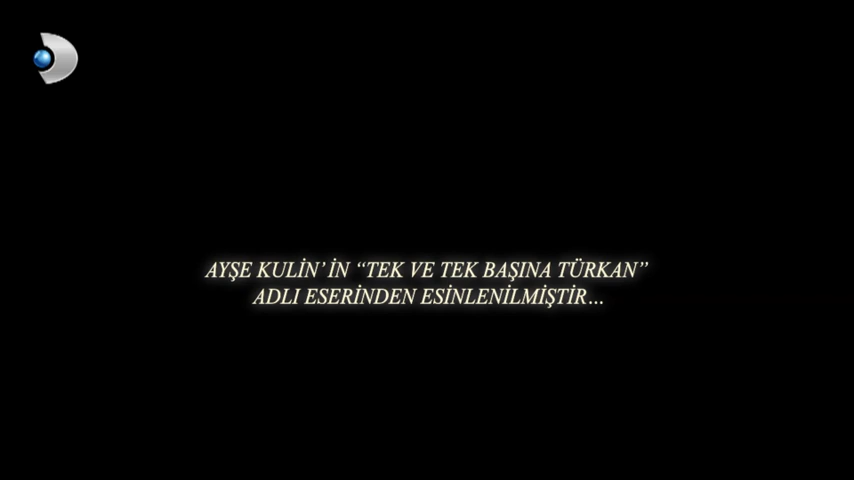 AYŞE KULİN’İN “TEK VE TEK BAŞINA TÜRKAN”
ADLI ESERİNDEN ESİNLENİLMİŞTİR…